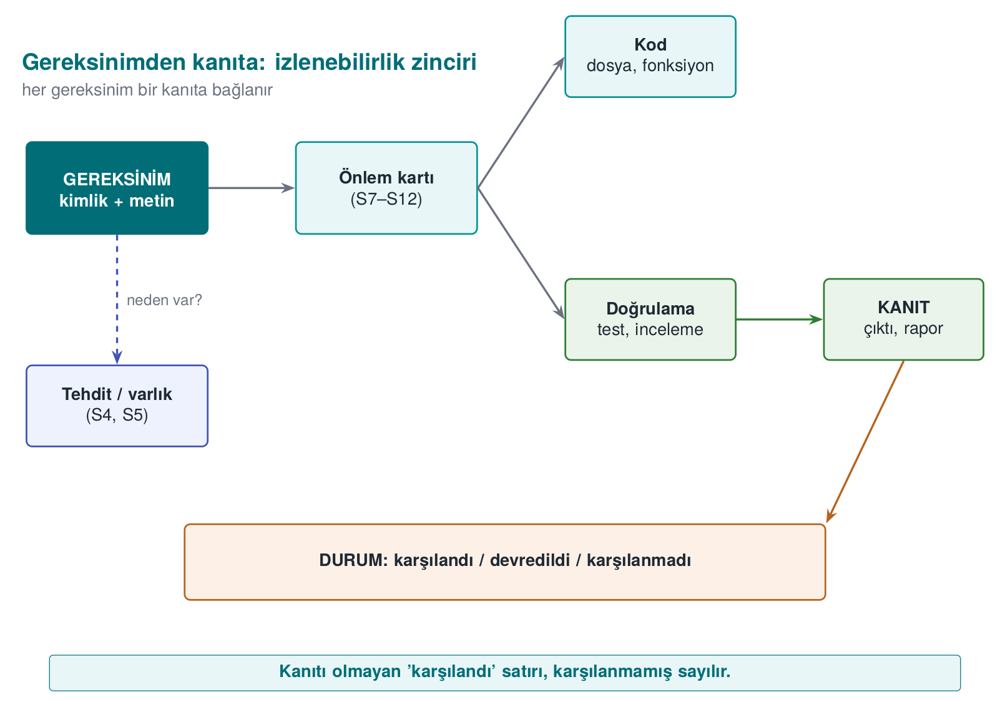 Gereksinimden kanıta: izlenebilirlik zinciri
her gereksinim bir kanıta bağlanır
Kod
dosya, fonksiyon
GEREKSİNİM
kimlik + metin
Önlem kartı
(S7–S12)
neden var?
Doğrulama
test, inceleme
KANIT
çıktı, rapor
Tehdit / varlık
(S4, S5)
DURUM: karşılandı / devredildi / karşılanmadı
Kanıtı olmayan ’karşılandı’ satırı, karşılanmamış sayılır.